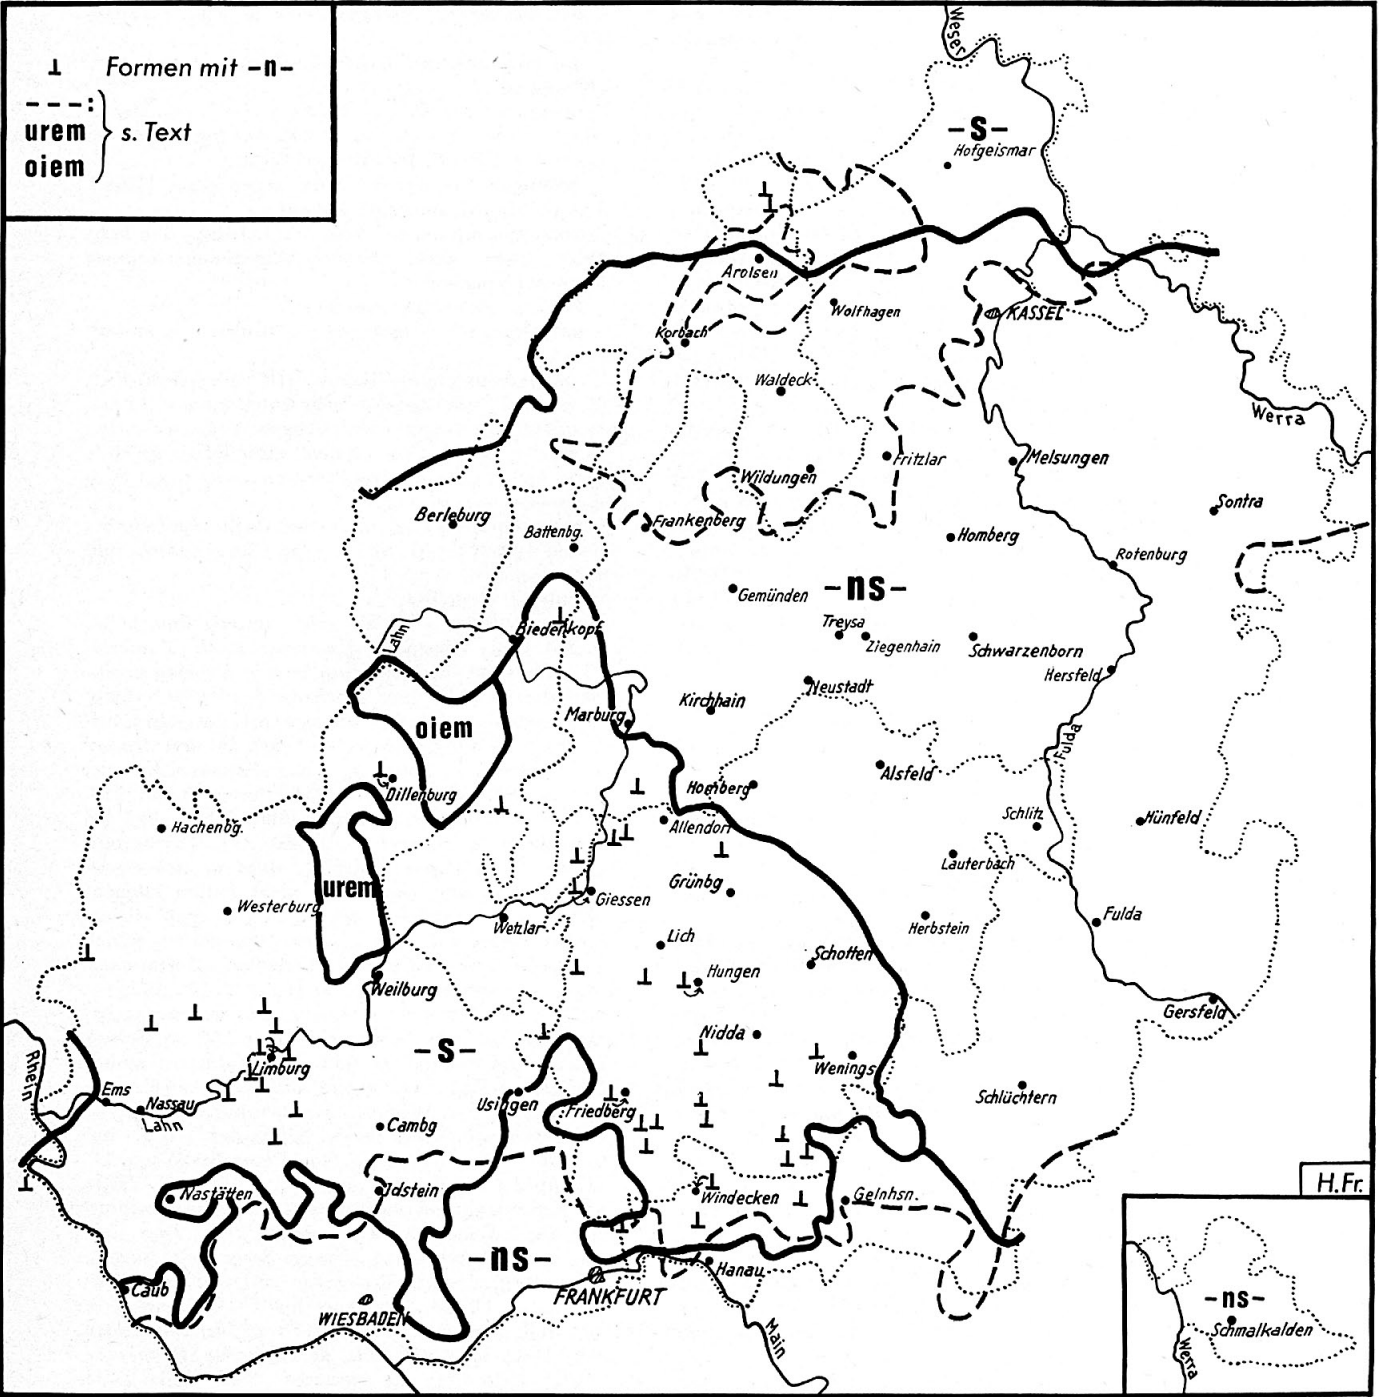 ⊥ Formen mit -n-
---:
urem } s. Text
oiem
Weser
-s-
Hofgeismar
Arolsen
Wolfhagen
KASSEL
Korbach
Waldeck
Werra
Fritzlar
Melsungen
Wildungen
Sontra
Berleburg
Frankenberg
Battenbg.
Homberg
Rotenburg
Gemünden
-ns-
Treysa
Biedenkopf
Lahn
Ziegenhain
Schwarzenborn
Hersfeld
Neustadt
Kirchhain
Marburg
oiem
Fulda
Alsfeld
Homberg
Dillenburg
Hachenbg.
Allendorf
Schlitz
Hünfeld
Lauterbach
urem
Grünbg
Giessen
Westerburg
Wetzlar
Herbstein
Fulda
Lich
Schotten
Hungen
Weilburg
Gersfeld
Nidda
-s-
Rhein
Limburg
Wenings
Ems
Nassau
Lahn
Usingen
Friedberg
Schlüchtern
Cambg
Nastätten
Idstein
Windecken
Gelnhsn.
H.Fr.
-ns-
Hanau
Caub
FRANKFURT
WIESBADEN
Main
-ns-
Schmalkalden
Werra